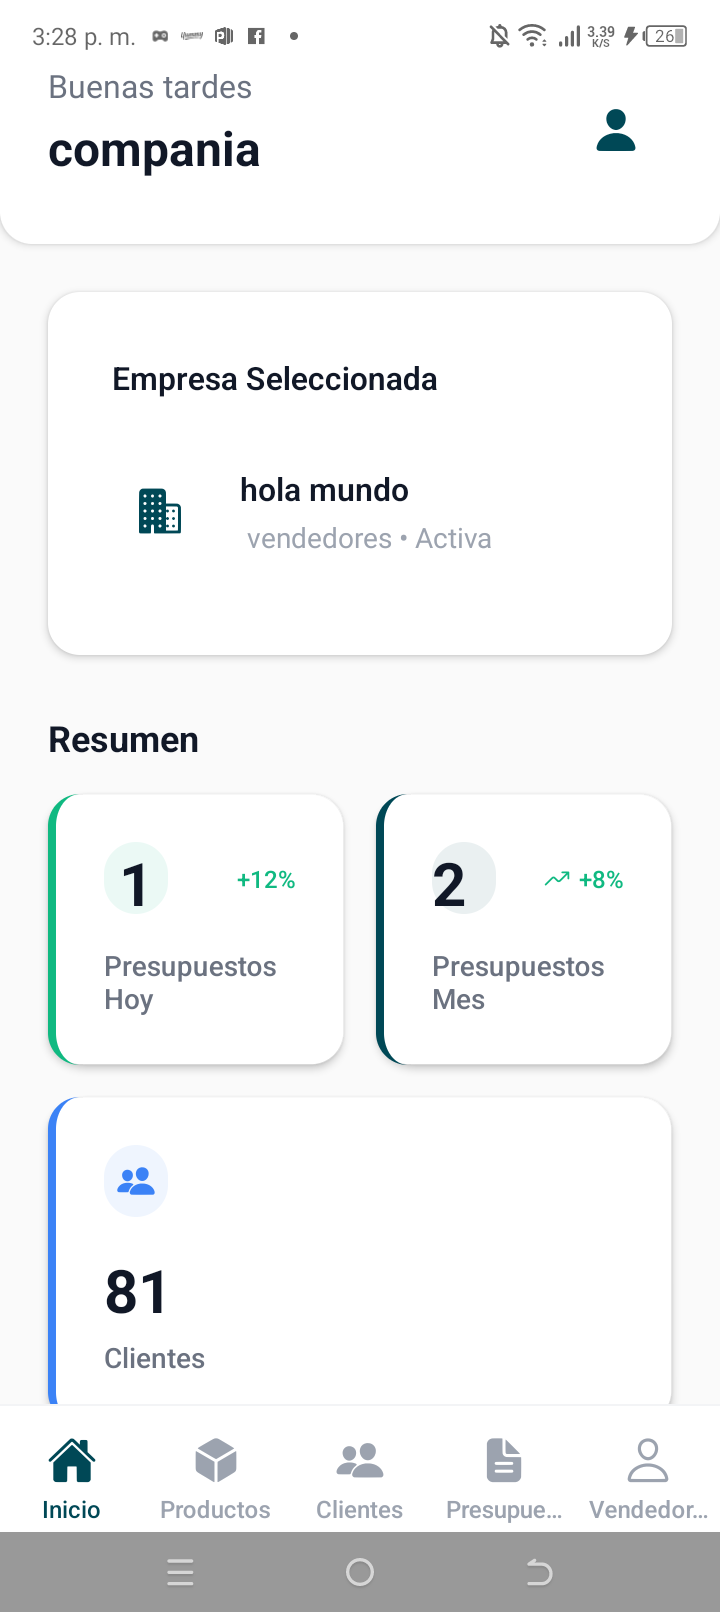 3:28 p. m.
3.39
K/S
26
Buenas tardes
compania
Empresa Seleccionada
hola mundo
vendedores • Activa
Resumen
1
+12%
Presupuestos
Hoy
2
+8%
Presupuestos
Mes
81
Clientes
Inicio
Productos
Clientes
Presupue...
Vendedor...